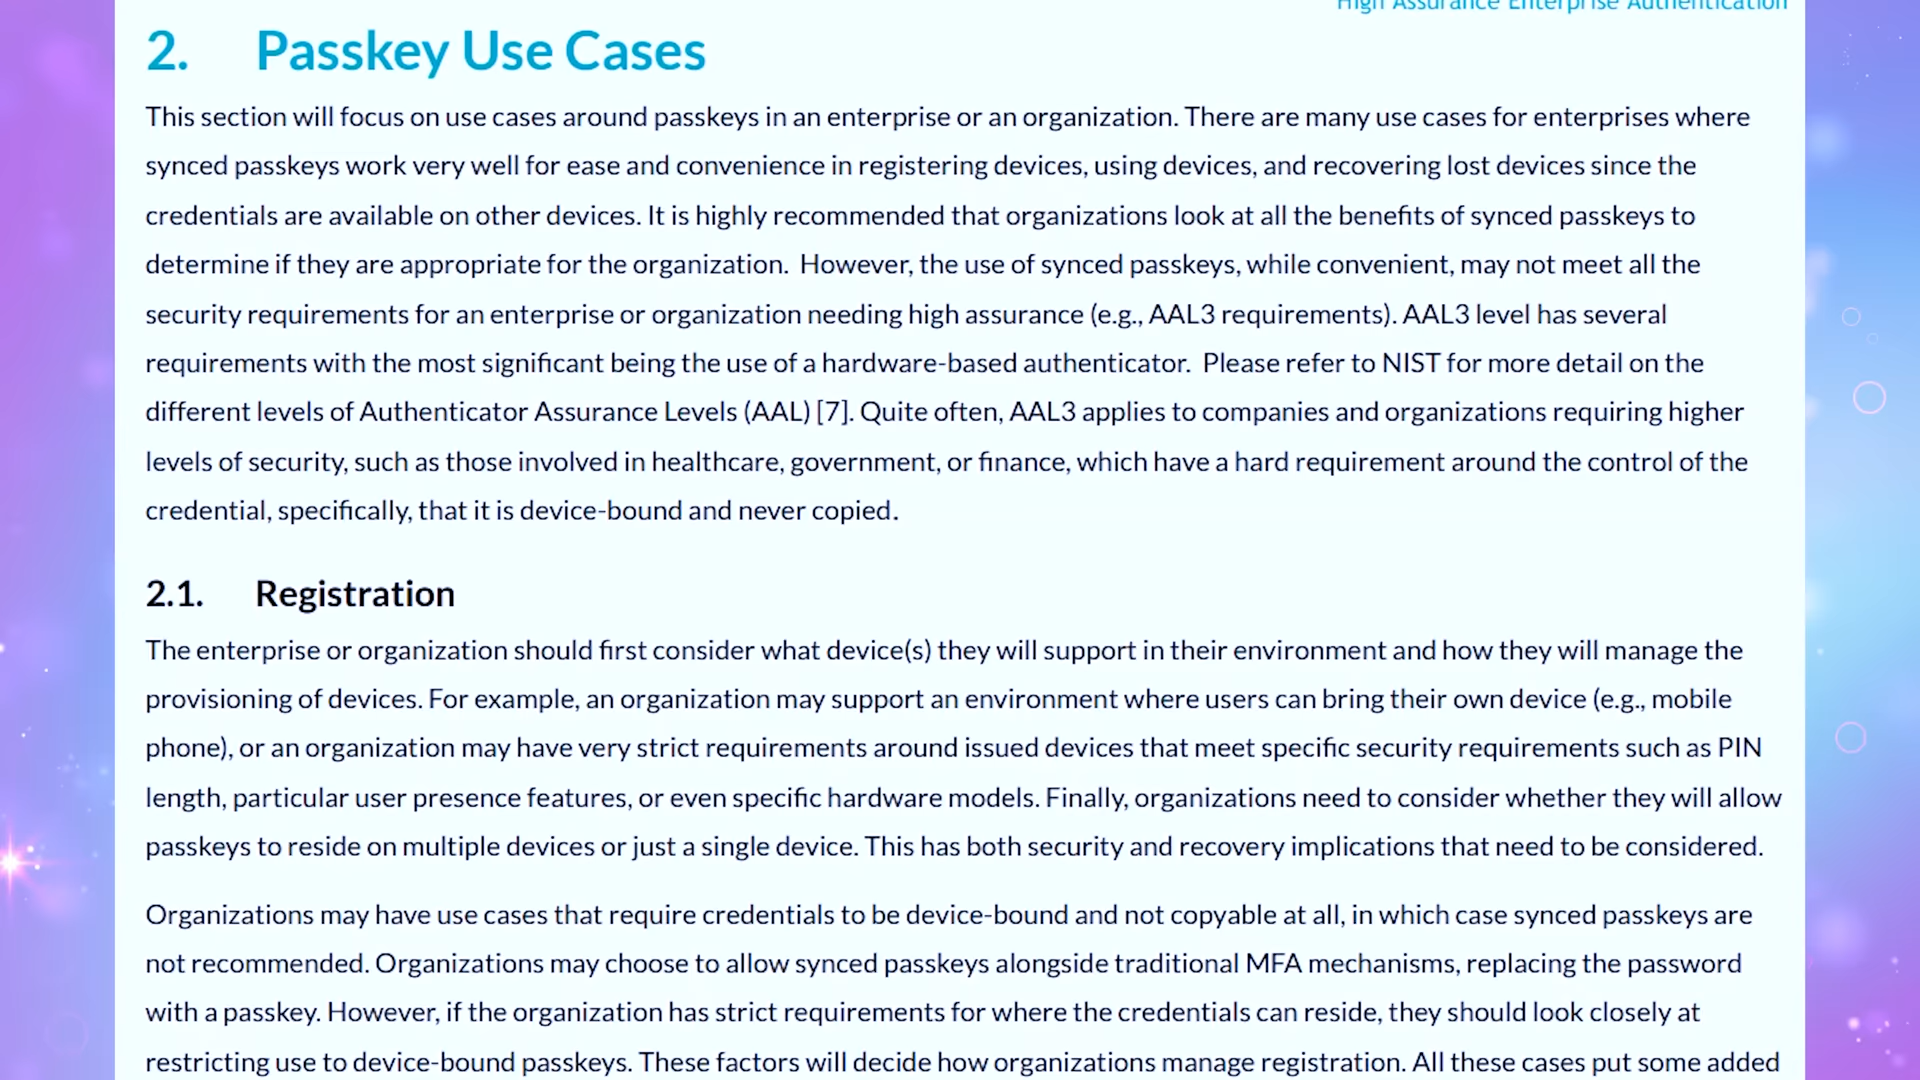 High Assurance Enterprise Authentication
2. Passkey Use Cases
This section will focus on use cases around passkeys in an enterprise or an organization. There are many use cases for enterprises where
synced passkeys work very well for ease and convenience in registering devices, using devices, and recovering lost devices since the
credentials are available on other devices. It is highly recommended that organizations look at all the benefits of synced passkeys to
determine if they are appropriate for the organization. However, the use of synced passkeys, while convenient, may not meet all the
security requirements for an enterprise or organization needing high assurance (e.g., AAL3 requirements). AAL3 level has several
requirements with the most significant being the use of a hardware-based authenticator. Please refer to NIST for more detail on the
different levels of Authenticator Assurance Levels (AAL) [7]. Quite often, AAL3 applies to companies and organizations requiring higher
levels of security, such as those involved in healthcare, government, or finance, which have a hard requirement around the control of the
credential, specifically, that it is device-bound and never copied.
2.1. Registration
The enterprise or organization should first consider what device(s) they will support in their environment and how they will manage the
provisioning of devices. For example, an organization may support an environment where users can bring their own device (e.g., mobile
phone), or an organization may have very strict requirements around issued devices that meet specific security requirements such as PIN
length, particular user presence features, or even specific hardware models. Finally, organizations need to consider whether they will allow
passkeys to reside on multiple devices or just a single device. This has both security and recovery implications that need to be considered.
Organizations may have use cases that require credentials to be device-bound and not copyable at all, in which case synced passkeys are
not recommended. Organizations may choose to allow synced passkeys alongside traditional MFA mechanisms, replacing the password
with a passkey. However, if the organization has strict requirements for where the credentials can reside, they should look closely at
restricting use to device-bound passkeys. These factors will decide how organizations manage registration. All these cases put some added